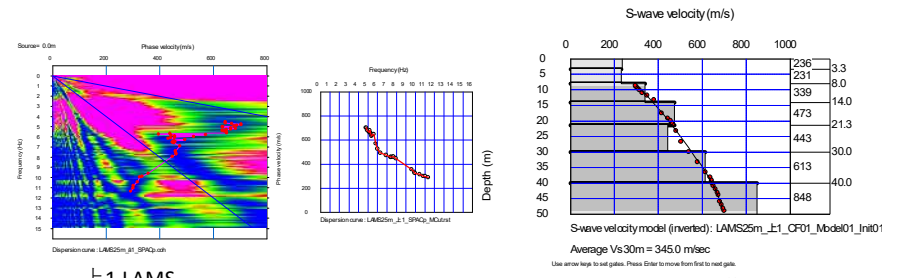 S-wave velocity (m/s)
Source= 0.0m
Phase velocity (m/s)
0 200 400 600 800
Frequency (Hz)
0
1
2
3
4
5
6
7
8
9
10
11
12
13
14
15
Dispersion curve : LAMS25m_a1_SPACp.coh
上1 LAMS
Frequency (Hz)
0 1 2 3 4 5 6 7 8 9 10 11 12 13 14 15 16
Phase velocity (m/s)
1000
800
600
400
200
0
Dispersion curve : LAMS25m_上1_SPACp_MCutrst
0 200 400 600 800 1000
Depth (m)
0
5
10
15
20
25
30
35
40
45
50
236
231
339
473
443
613
848
3.3
8.0
14.0
21.3
30.0
40.0
S-wave velocity model (inverted) : LAMS25m_上1_CF01_Model01_Init01
Average Vs30m = 345.0 m/sec
Use arrow keys to set gates. Press Enter to move from first to next gate.